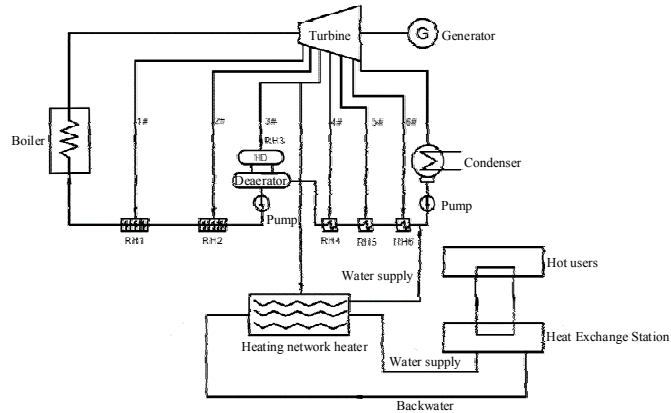 Turbine
G
Generator
1#
2#
3#
4#
5#
6#
Boiler
RH3
HD
Condenser
Deaerator
Pump
Pump
RH1
RH2
RH4
RH5
RH6
Water supply
Hot users
Heating network heater
Heat Exchange Station
Water supply
Backwater